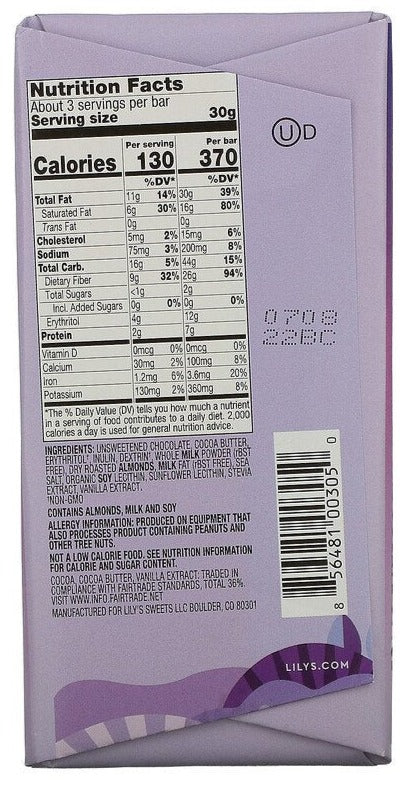 Nutrition Facts
About 3 servings per bar
Serving size 30g
Per serving Per bar
Calories 130 370
%DV* %DV*
Total Fat 11g 14% 30g 39%
Saturated Fat 6g 30% 16g 80%
Trans Fat 0g 0g
Cholesterol 5mg 2% 15mg 6%
Sodium 75mg 3% 200mg 8%
Total Carb. 16g 5% 44g 15%
Dietary Fiber 9g 32% 26g 94%
Total Sugars <1g 2g
Incl. Added Sugars 0g 0% 0g 0%
Erythritol 4g 12g
Protein 2g 7g
Vitamin D 0mcg 0% 0mcg 0%
Calcium 30mg 2% 100mg 8%
Iron 1.2mg 6% 3.6mg 20%
Potassium 130mg 2% 360mg 8%
*The % Daily Value (DV) tells you how much a nutrient
in a serving of food contributes to a daily diet. 2,000
calories a day is used for general nutrition advice.
INGREDIENTS: UNSWEETENED CHOCOLATE, COCOA BUTTER,
ERYTHRITOL†, INULIN, DEXTRIN†, WHOLE MILK POWDER (rBST
FREE), DRY ROASTED ALMONDS, MILK FAT (rBST FREE), SEA
SALT, ORGANIC SOY LECITHIN, SUNFLOWER LECITHIN, STEVIA
EXTRACT, VANILLA EXTRACT.
†NON-GMO
CONTAINS ALMONDS, MILK AND SOY
ALLERGY INFORMATION: PRODUCED ON EQUIPMENT THAT
ALSO PROCESSES PRODUCT CONTAINING PEANUTS AND
OTHER TREE NUTS.
NOT A LOW CALORIE FOOD. SEE NUTRITION INFORMATION
FOR CALORIE AND SUGAR CONTENT.
COCOA, COCOA BUTTER, VANILLA EXTRACT: TRADED IN
COMPLIANCE WITH FAIRTRADE STANDARDS, TOTAL 36%.
VISIT WWW.INFO.FAIRTRADE.NET
MANUFACTURED FOR LILY'S SWEETS LLC BOULDER, CO 80301
U D
0708
22BC
8 56481 00305 0
LILYS.COM